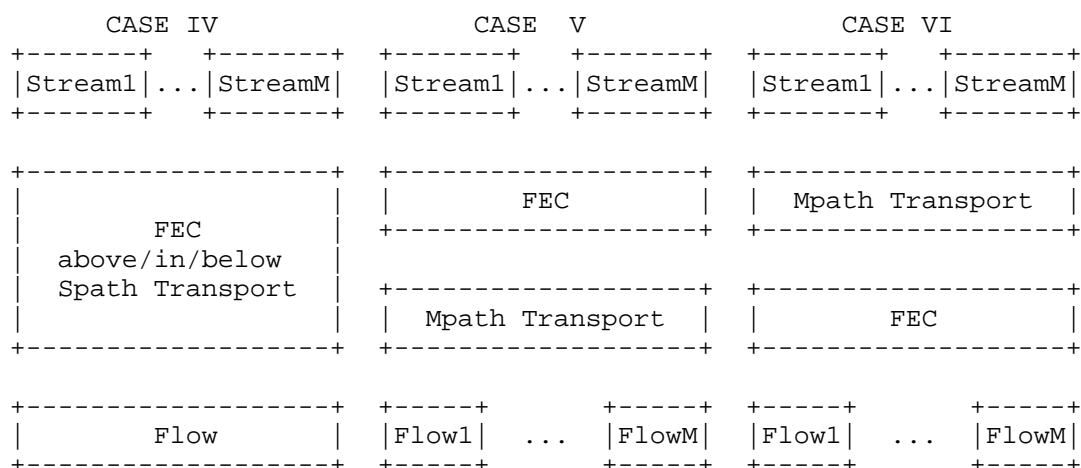 CASE IV                   CASE  V                    CASE VI
+-------+   +-------+  +-------+   +-------+  +-------+   +-------+
|Stream1|...|StreamM|  |Stream1|...|StreamM|  |Stream1|...|StreamM|
+-------+   +-------+  +-------+   +-------+  +-------+   +-------+

+-------------------+  +-------------------+  +-------------------+
|                   |  |        FEC        |  |  Mpath Transport  |
|        FEC        |  +-------------------+  +-------------------+
|  above/in/below   |
|  Spath Transport  |  +-------------------+  +-------------------+
|                   |  |  Mpath Transport  |  |        FEC        |
+-------------------+  +-------------------+  +-------------------+

+-------------------+  +-----+       +-----+  +-----+       +-----+
|       Flow        |  |Flow1|  ...  |FlowM|  |Flow1|  ...  |FlowM|
+-------------------+  +-----+       +-----+  +-----+       +-----+